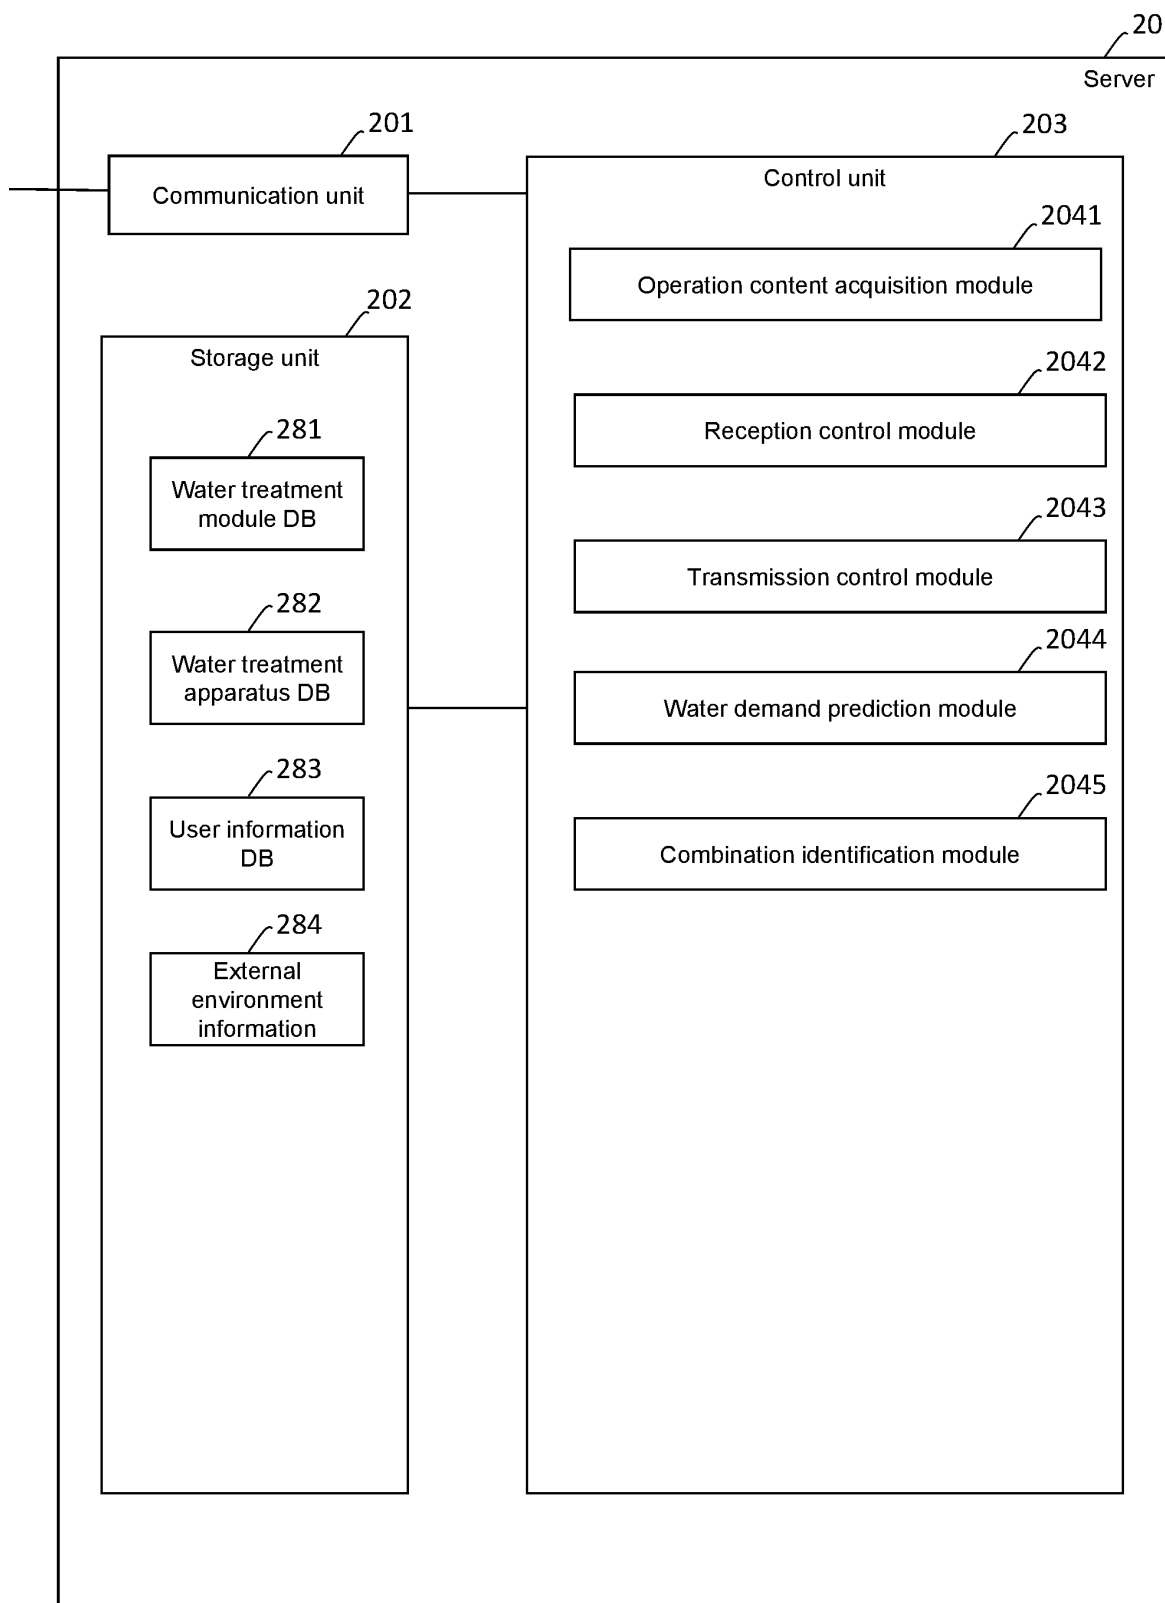 20
Server
201
Communication unit
202
Storage unit
281
Water treatment
module DB
282
Water treatment
apparatus DB
283
User information
DB
284
External
environment
information
203
Control unit
2041
Operation content acquisition module
2042
Reception control module
2043
Transmission control module
2044
Water demand prediction module
2045
Combination identification module